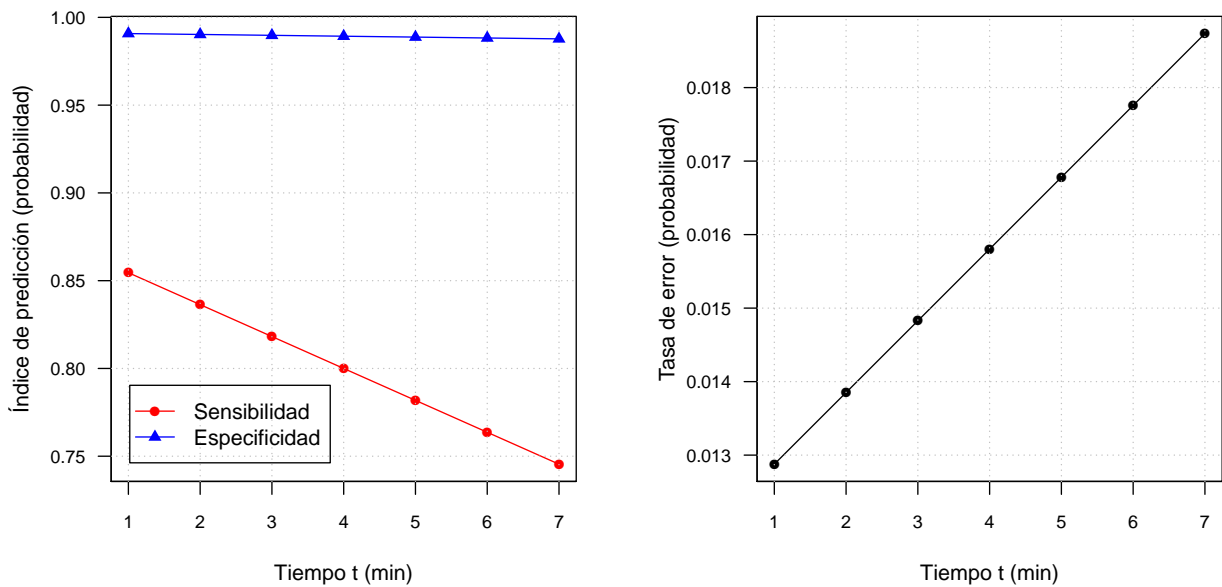 Índice de predicción (probabilidad)
1.00
0.95
0.90
0.85
0.80
0.75
Sensibilidad
Especificidad
1 2 3 4 5 6 7
Tiempo t (min)
Tasa de error (probabilidad)
0.018
0.017
0.016
0.015
0.014
0.013
1 2 3 4 5 6 7
Tiempo t (min)